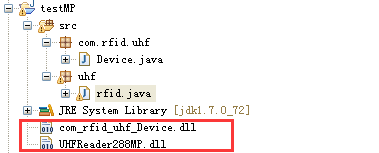 testMP
src
com.rfid.uhf
Device.java
uhf
rfid.java
JRE System Library [jdk1.7.0_72]
com_rfid_uhf_Device.dll
UHFReader288MP.dll